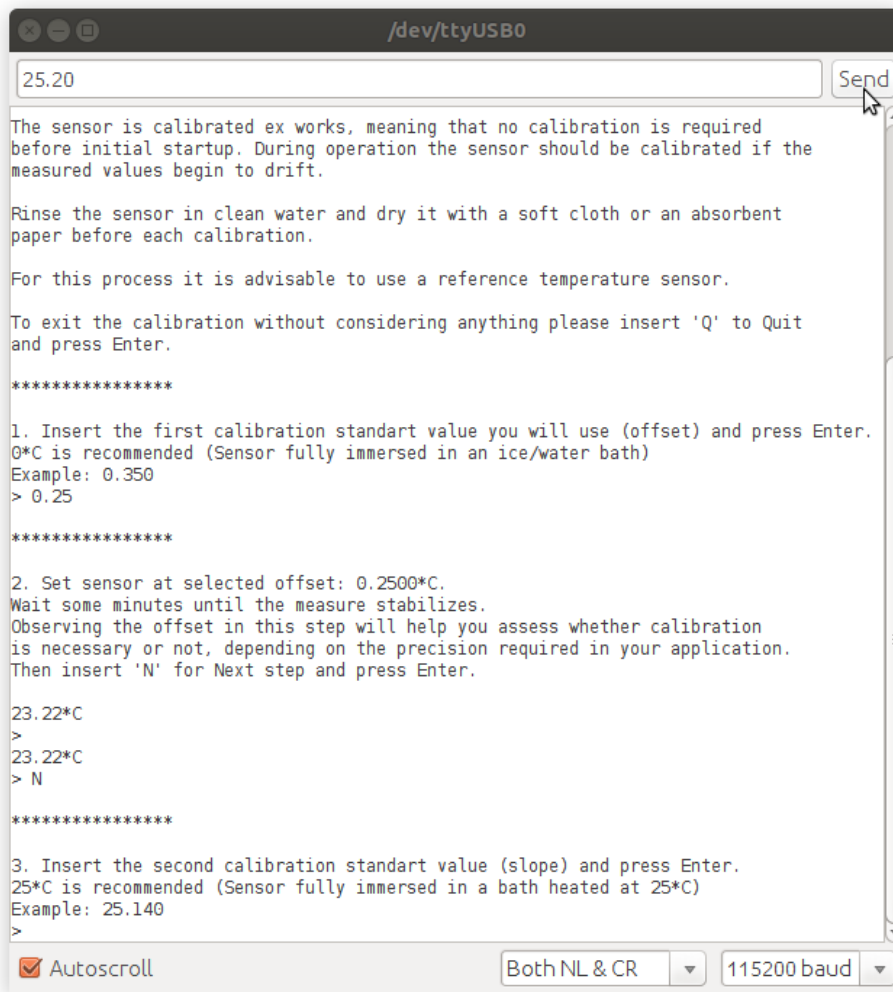 /dev/ttyUSB0
25.20
Send
The sensor is calibrated ex works, meaning that no calibration is required
before initial startup. During operation the sensor should be calibrated if the
measured values begin to drift.
Rinse the sensor in clean water and dry it with a soft cloth or an absorbent
paper before each calibration.
For this process it is advisable to use a reference temperature sensor.
To exit the calibration without considering anything please insert 'Q' to Quit
and press Enter.
****************
1. Insert the first calibration standart value you will use (offset) and press Enter.
0*C is recommended (Sensor fully immersed in an ice/water bath)
Example: 0.350
> 0.25
****************
2. Set sensor at selected offset: 0.2500*C.
Wait some minutes until the measure stabilizes.
Observing the offset in this step will help you assess whether calibration
is necessary or not, depending on the precision required in your application.
Then insert 'N' for Next step and press Enter.
23.22*C
>
23.22*C
> N
****************
3. Insert the second calibration standart value (slope) and press Enter.
25*C is recommended (Sensor fully immersed in a bath heated at 25*C)
Example: 25.140
>
Autoscroll
Both NL & CR
115200 baud